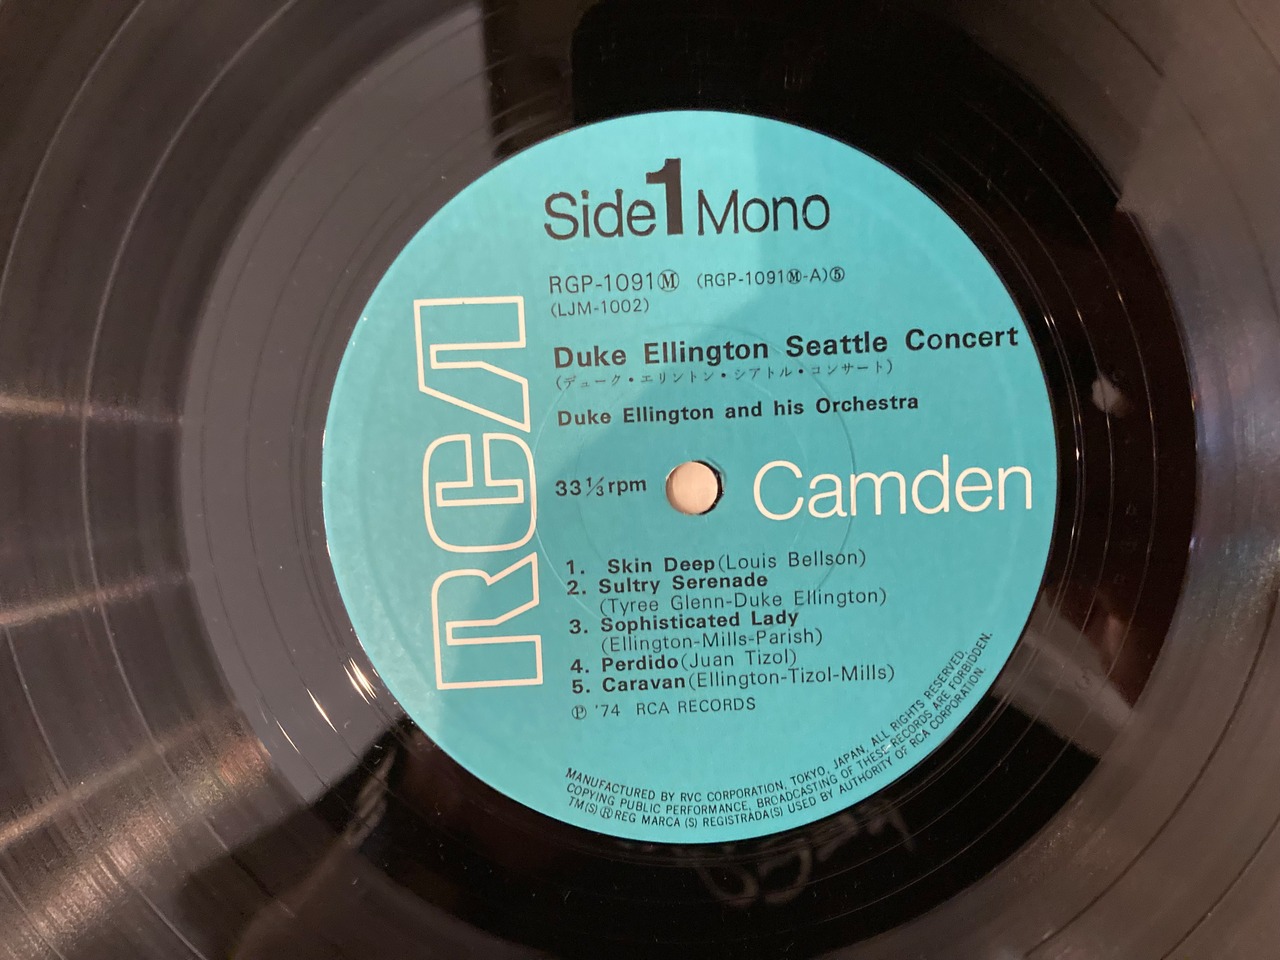 Side 1 Mono
RGP-1091Ⓜ (RGP-1091Ⓜ-A)⑤
(LJM-1002)
Duke Ellington Seattle Concert
(デューク・エリントン・シアトル・コンサート)
Duke Ellington and his Orchestra
RCA
33⅓rpm
Camden
1. Skin Deep(Louis Bellson)
2. Sultry Serenade
(Tyree Glenn-Duke Ellington)
3. Sophisticated Lady
(Ellington-Mills-Parish)
4. Perdido(Juan Tizol)
5. Caravan(Ellington-Tizol-Mills)
Ⓟ '74 RCA RECORDS
MANUFACTURED BY RVC CORPORATION, TOKYO, JAPAN, ALL RIGHTS RESERVED,
COPYING PUBLIC PERFORMANCE, BROADCASTING OF THESE RECORDS ARE FORBIDDEN.
TM(S)ⓇREG MARCA (S) REGISTRADA(S) USED BY AUTHORITY OF RCA CORPORATION.